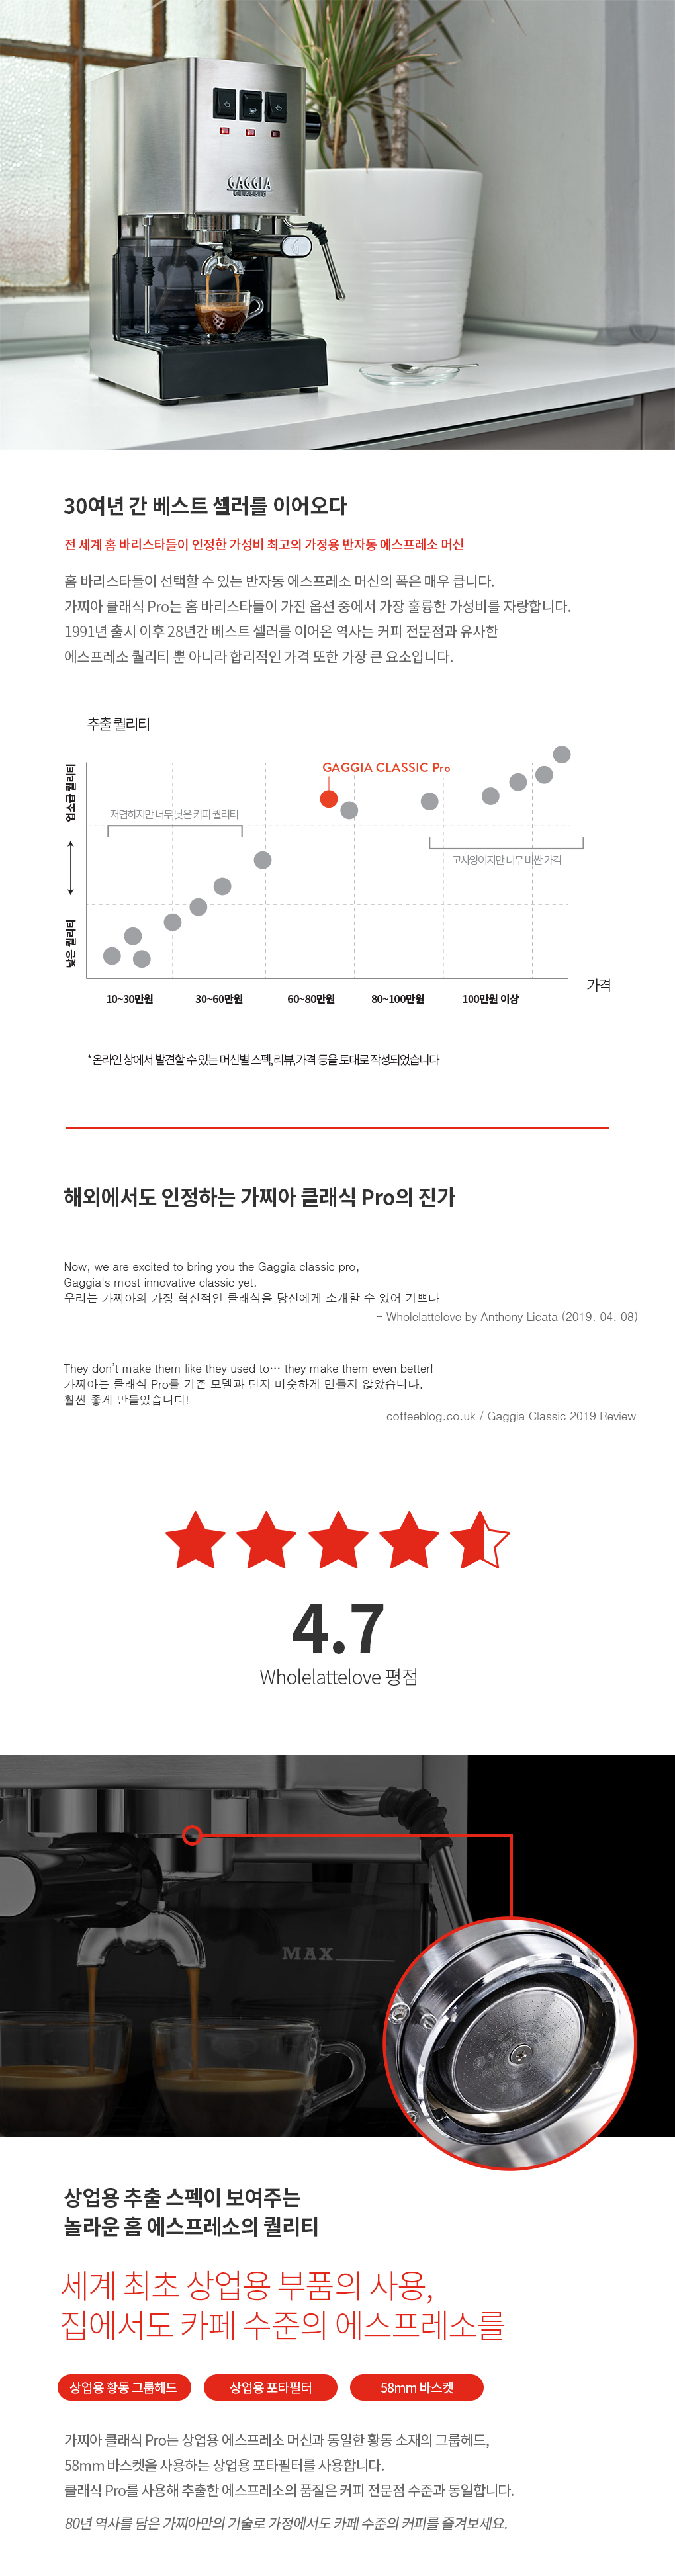 GAGGIA
CLASSIC
30여년 간 베스트 셀러를 이어오다
전 세계 홈 바리스타들이 인정한 가성비 최고의 가정용 반자동 에스프레소 머신
홈 바리스타들이 선택할 수 있는 반자동 에스프레소 머신의 폭은 매우 큽니다.
가찌아 클래식 Pro는 홈 바리스타들이 가진 옵션 중에서 가장 훌륭한 가성비를 자랑합니다.
1991년 출시 이후 28년간 베스트 셀러를 이어온 역사는 커피 전문점과 유사한
에스프레소 퀄리티 뿐 아니라 합리적인 가격 또한 가장 큰 요소입니다.
추출 퀄리티
업소급 퀄리티
낮은 퀄리티
GAGGIA CLASSIC Pro
저렴하지만 너무 낮은 커피 퀄리티
고사양이지만 너무 비싼 가격
가격
10~30만원 30~60만원 60~80만원 80~100만원 100만원 이상
*온라인 상에서 발견할 수 있는 머신별 스펙,리뷰,가격 등을 토대로 작성되었습니다
해외에서도 인정하는 가찌아 클래식 Pro의 진가
Now, we are excited to bring you the Gaggia classic pro,
Gaggia's most innovative classic yet.
우리는 가찌아의 가장 혁신적인 클래식을 당신에게 소개할 수 있어 기쁘다
- Wholelattelove by Anthony Licata (2019. 04. 08)
They don't make them like they used to… they make them even better!
가찌아는 클래식 Pro를 기존 모델과 단지 비슷하게 만들지 않았습니다.
훨씬 좋게 만들었습니다!
- coffeeblog.co.uk / Gaggia Classic 2019 Review
4.7
Wholelattelove 평점
MAX
상업용 추출 스펙이 보여주는
놀라운 홈 에스프레소의 퀄리티
세계 최초 상업용 부품의 사용,
집에서도 카페 수준의 에스프레소를
상업용 황동 그룹헤드 상업용 포타필터 58mm 바스켓
가찌아 클래식 Pro는 상업용 에스프레소 머신과 동일한 황동 소재의 그룹헤드,
58mm 바스켓을 사용하는 상업용 포타필터를 사용합니다.
클래식 Pro를 사용해 추출한 에스프레소의 품질은 커피 전문점 수준과 동일합니다.
80년 역사를 담은 가찌아만의 기술로 가정에서도 카페 수준의 커피를 즐겨보세요.